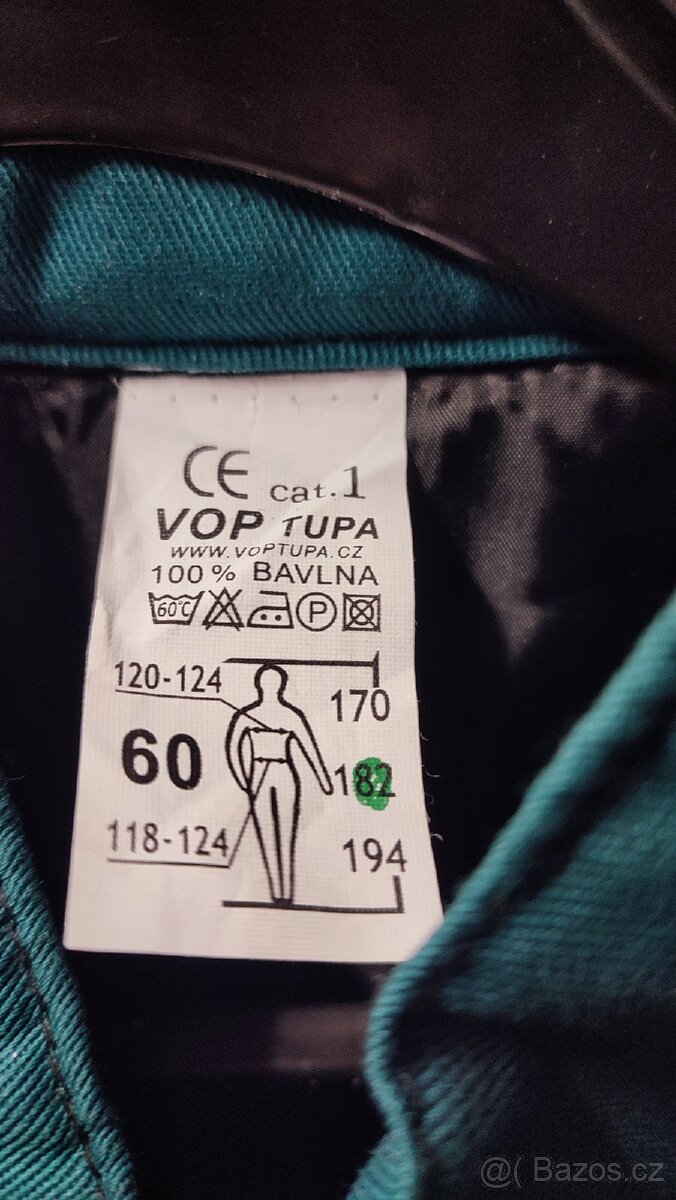 CE cat.1
VOP TUPA
WWW.VOPTUPA.CZ
100% BAVLNA
60°C P
120-124
170
60
182
118-124
194
@( Bazos.cz